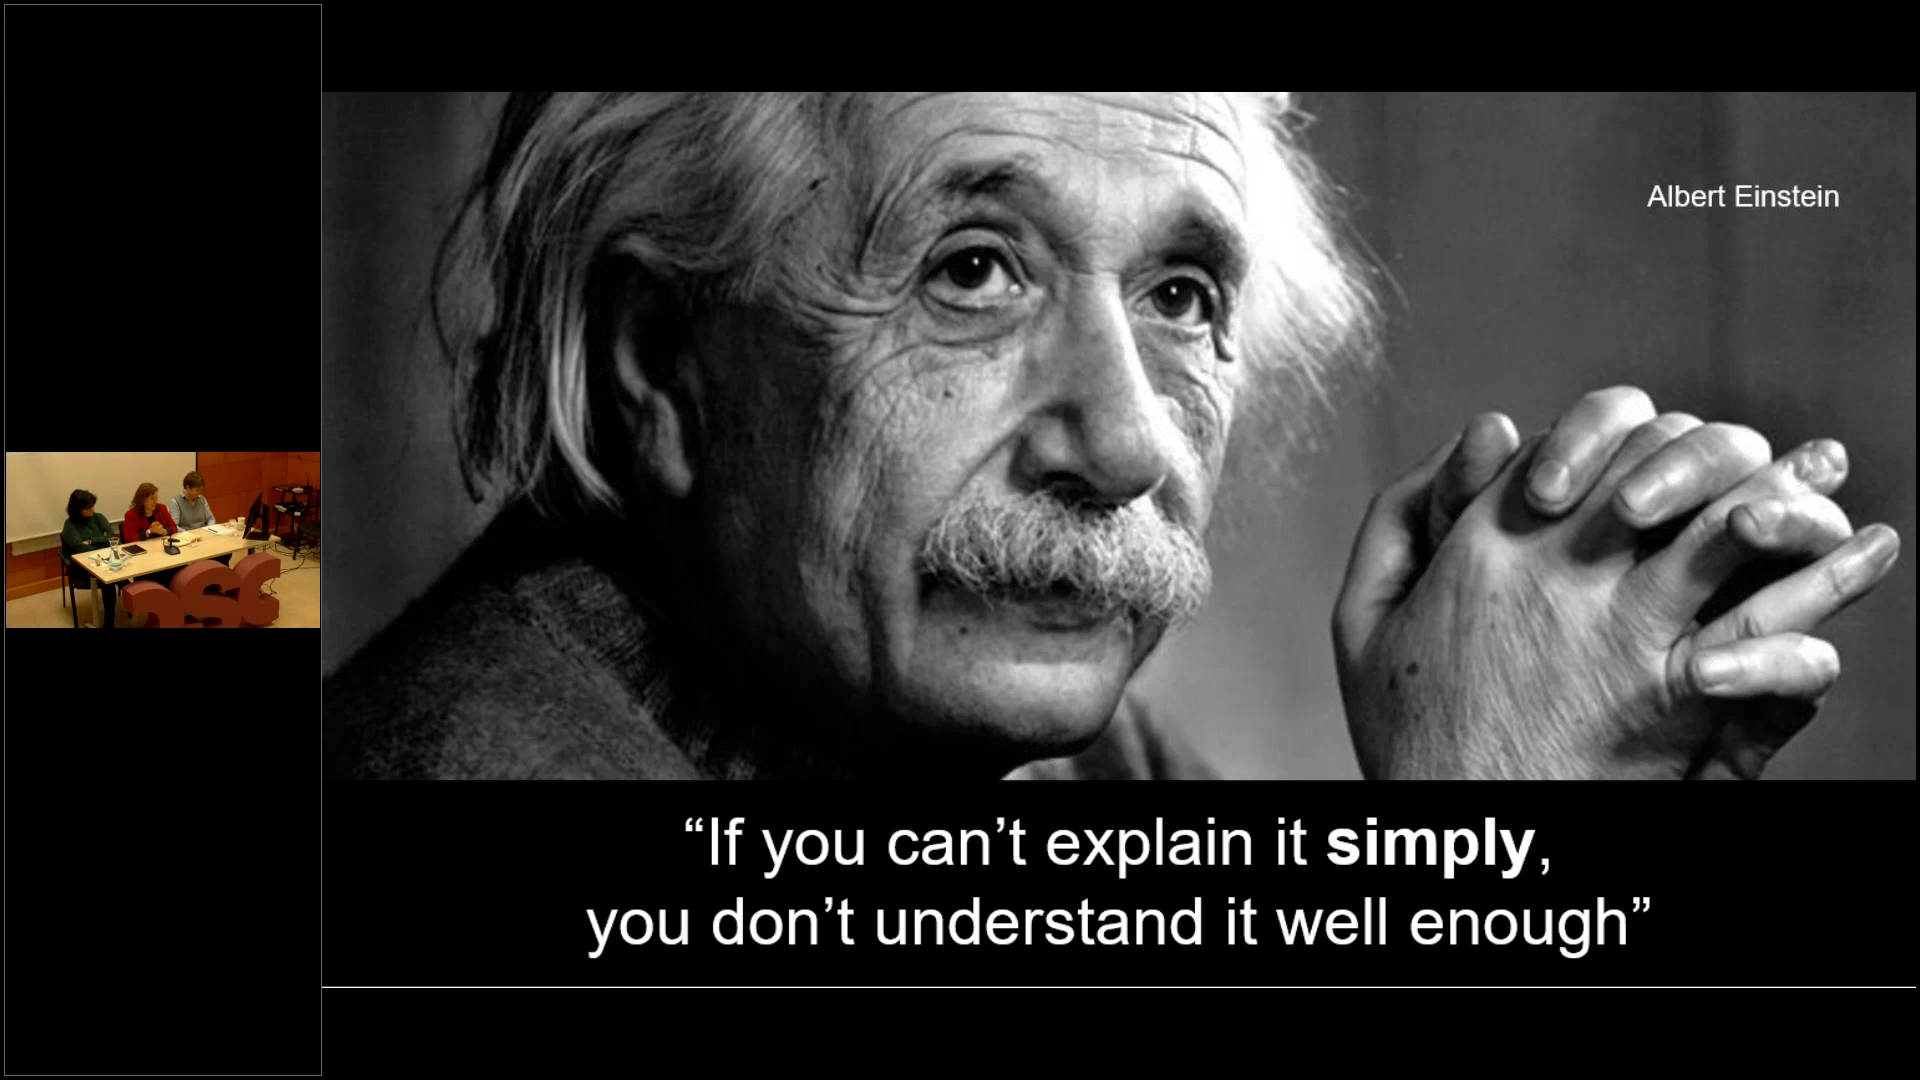 Albert Einstein
“If you can’t explain it simply,
you don’t understand it well enough”